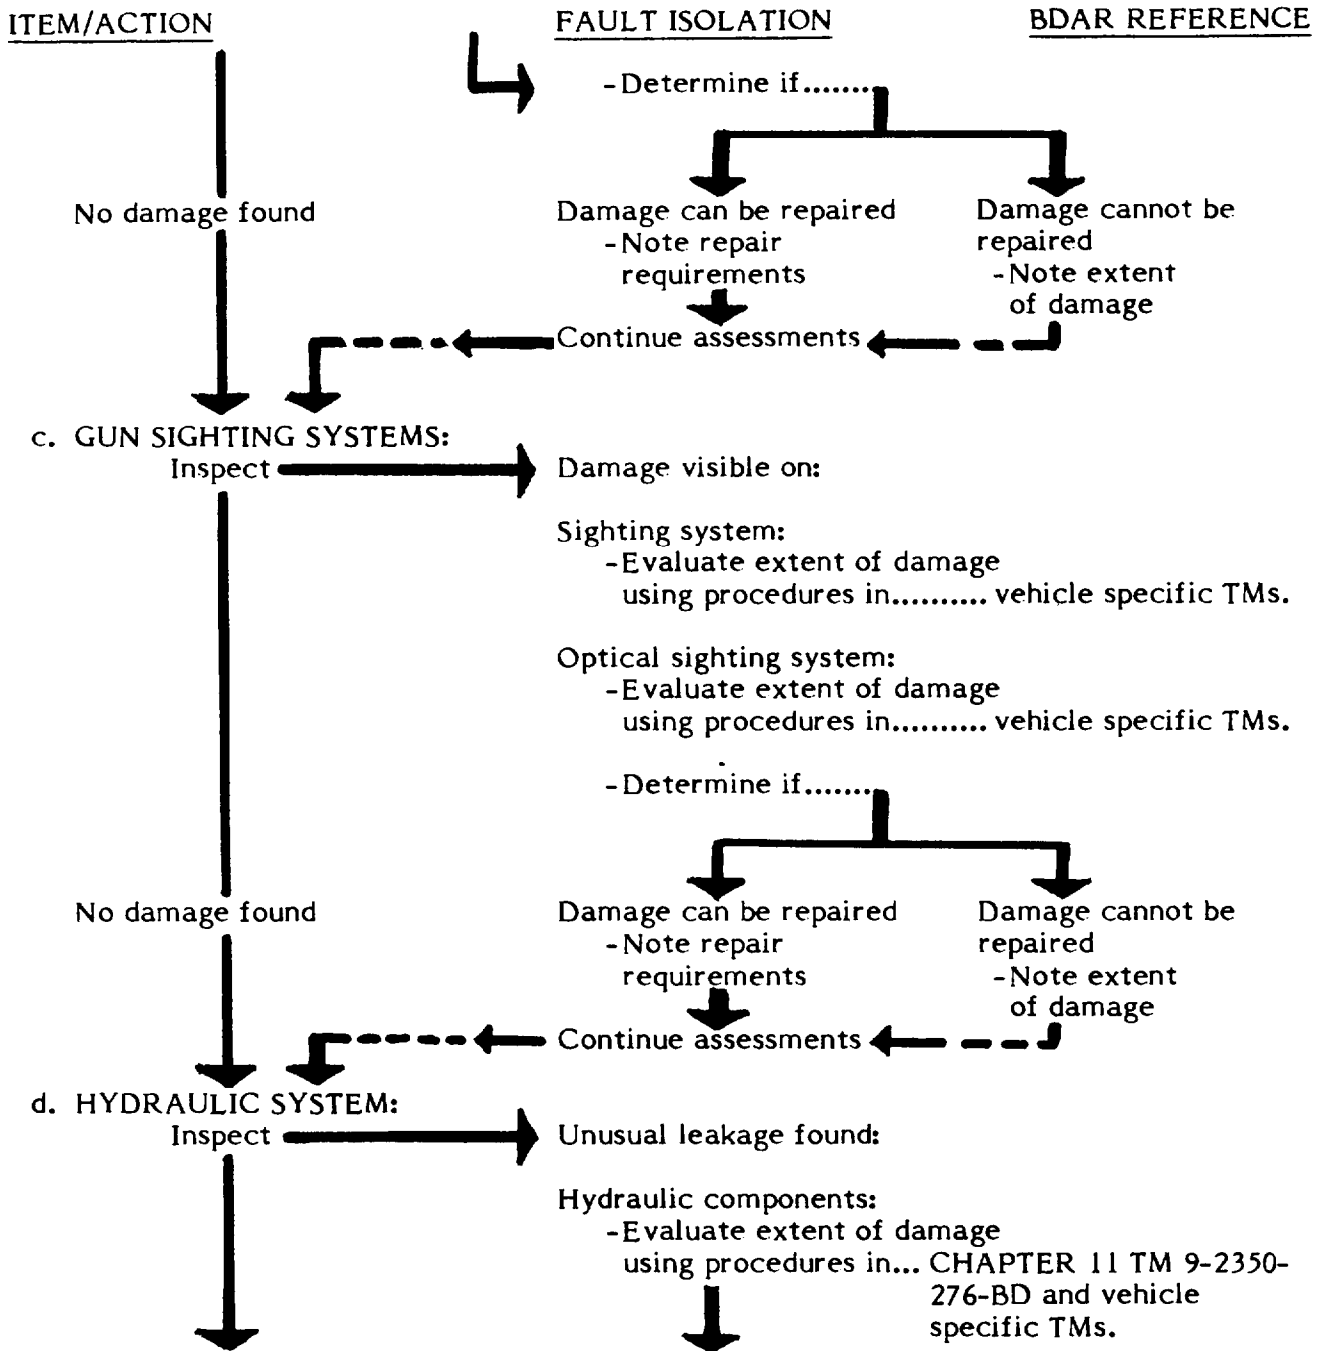 ITEM/ACTION FAULT ISOLATION BDAR REFERENCE
-Determine if........
No damage found
Damage can be repaired
-Note repair
requirements
Damage cannot be
repaired
-Note extent
of damage
Continue assessments
c. GUN SIGHTING SYSTEMS:
Inspect
Damage visible on:
Sighting system:
-Evaluate extent of damage
using procedures in.......... vehicle specific TMs.
Optical sighting system:
-Evaluate extent of damage
using procedures in.......... vehicle specific TMs.
-Determine if........
No damage found
Damage can be repaired
-Note repair
requirements
Damage cannot be
repaired
-Note extent
of damage
Continue assessments
d. HYDRAULIC SYSTEM:
Inspect
Unusual leakage found:
Hydraulic components:
-Evaluate extent of damage
using procedures in... CHAPTER 11 TM 9-2350-
276-BD and vehicle
specific TMs.